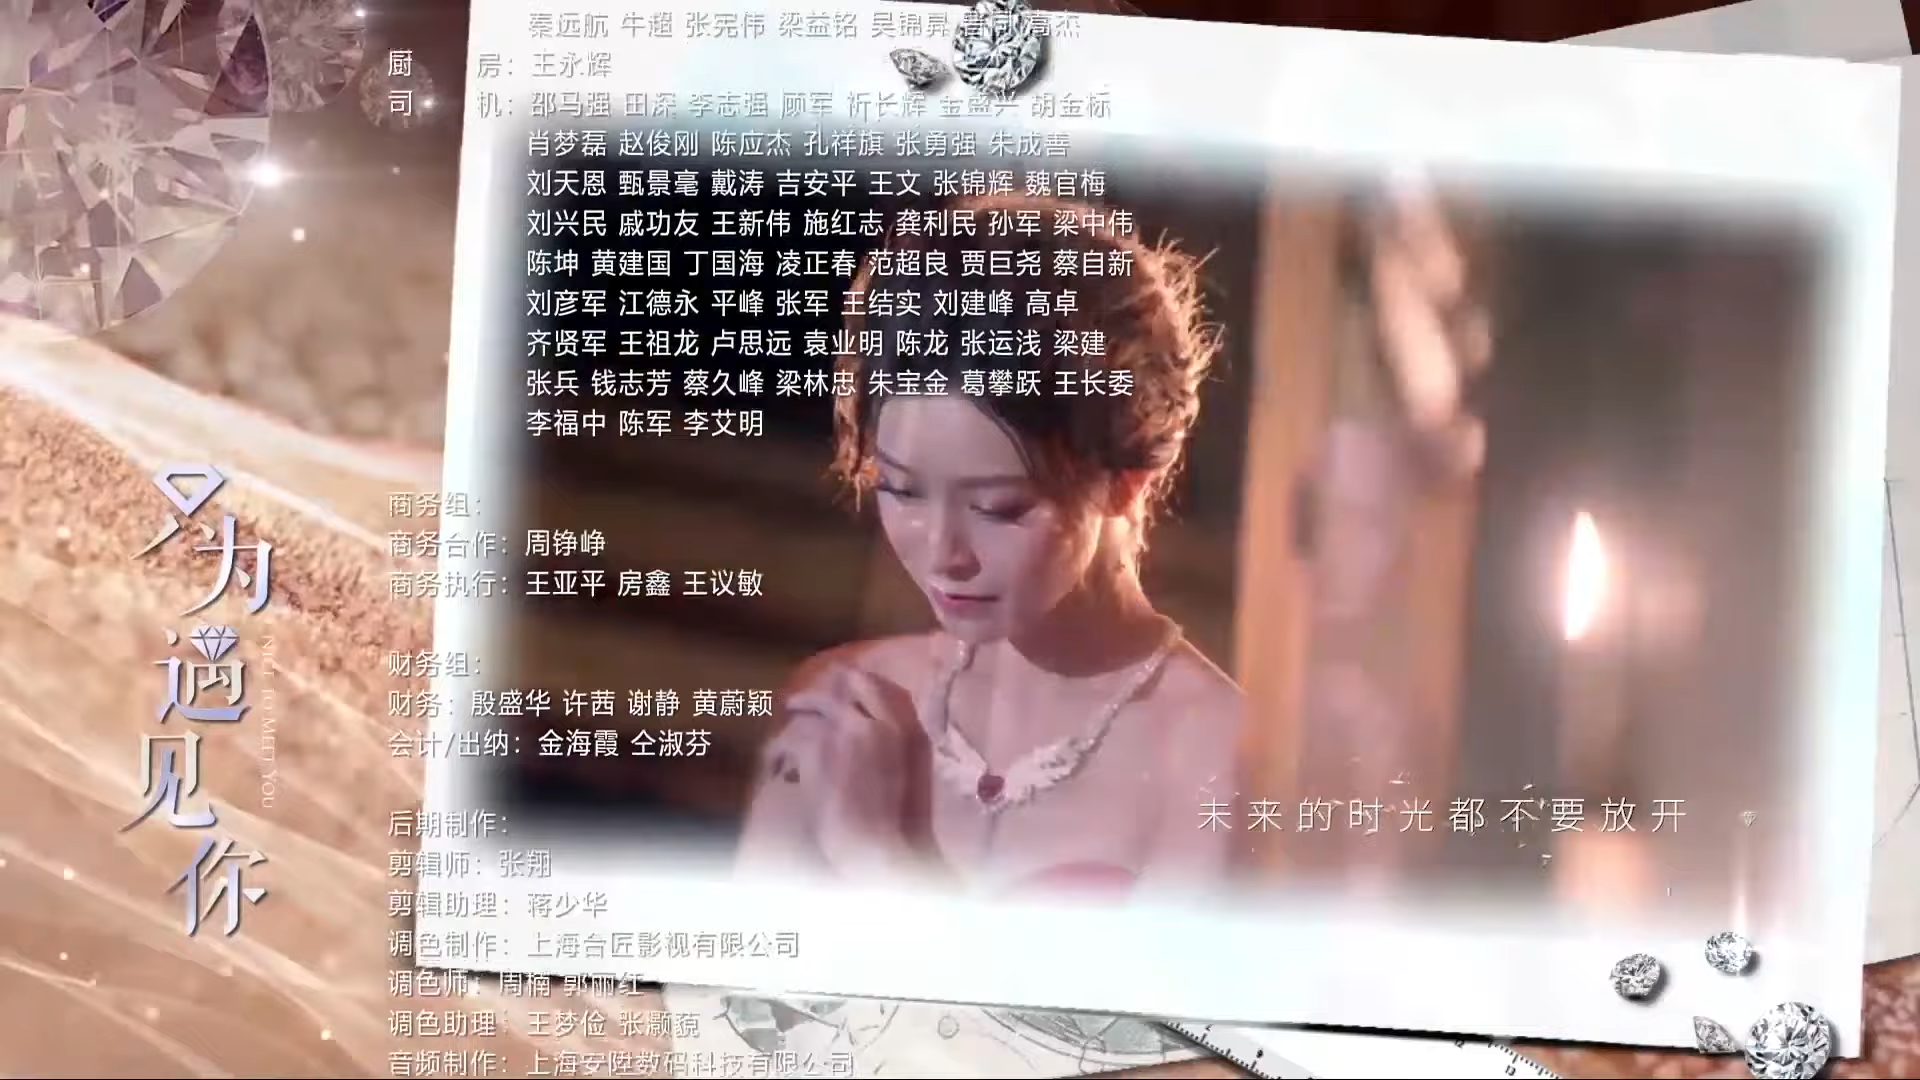 秦远航 牛超 张宪伟 梁益铭 吴锦昇 高杰
厨 房：王永辉
司 机：邵马强 田深 李志强 顾军 祈长辉 金盛兴 胡金标
肖梦磊 赵俊刚 陈应杰 孔祥旗 张勇强 朱成善
刘天恩 甄景毫 戴涛 吉安平 王文 张锦辉 魏官梅
刘兴民 戚功友 王新伟 施红志 龚利民 孙军 梁中伟
陈坤 黄建国 丁国海 凌正春 范超良 贾巨尧 蔡自新
刘彦军 江德永 平峰 张军 王结实 刘建峰 高卓
齐贤军 王祖龙 卢思远 袁业明 陈龙 张运浅 梁建
张兵 钱志芳 蔡久峰 梁林忠 朱宝金 葛攀跃 王长委
李福中 陈军 李艾明
商务组：
商务合作：周铮峥
商务执行：王亚平 房鑫 王议敏
财务组：
财务：殷盛华 许茜 谢静 黄蔚颖
会计/出纳：金海霞 仝淑芬
后期制作：
剪辑师：张翔
剪辑助理：蒋少华
调色制作：上海台匠影视有限公司
调色师：周楠 郭丽红
调色助理：王梦俭 张灏藐
音频制作：上海安陞数码科技有限公司
只为遇见你
NICE TO MEET YOU
未来的时光都不要放开